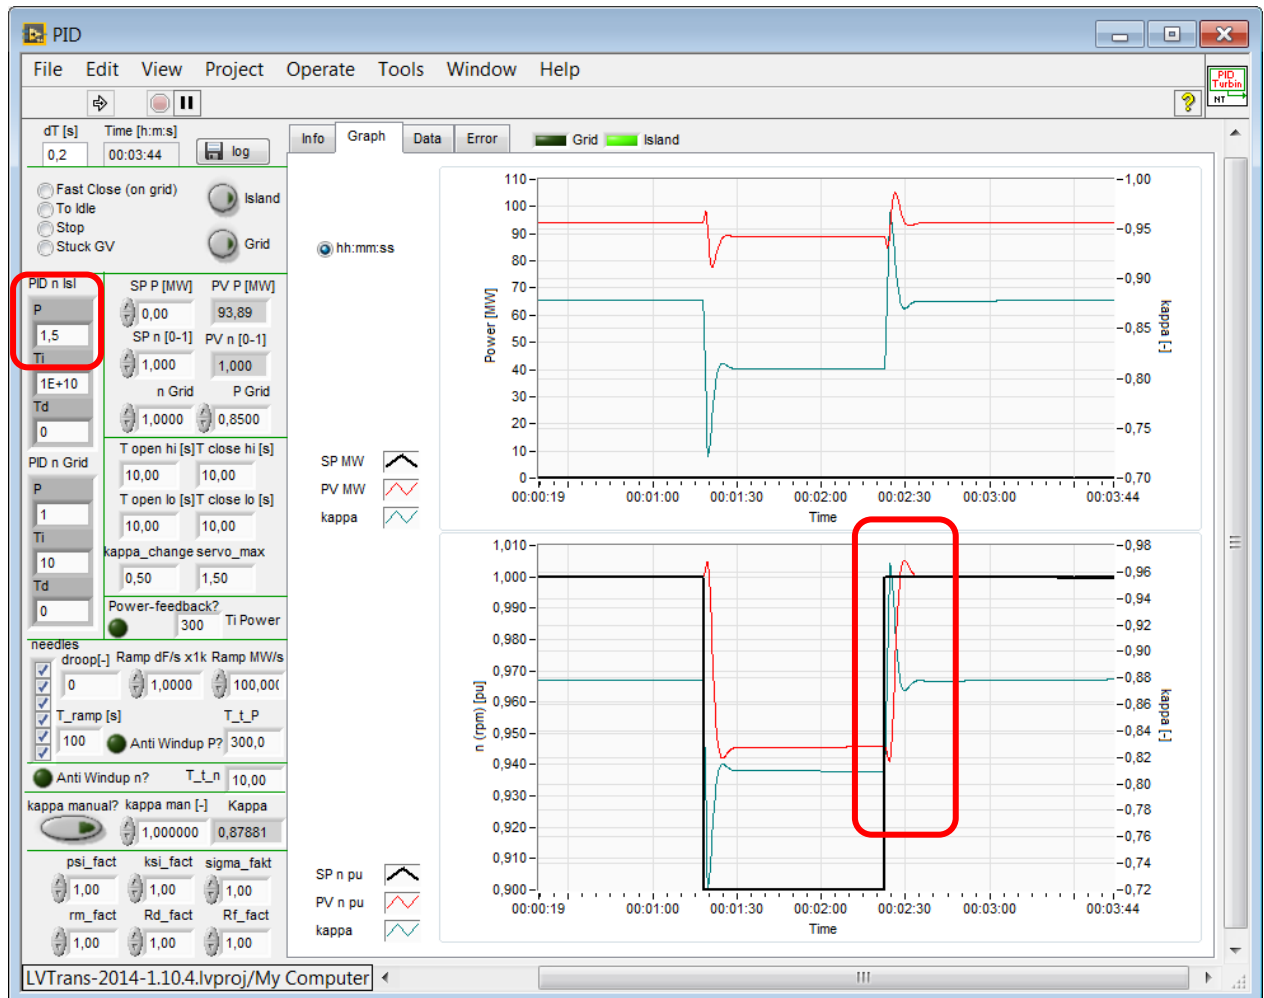 PID
File Edit View Project Operate Tools Window Help
PID
Turbin
NT
?
dT [s] Time [h:m:s]
0,2 00:03:44 log
Info Graph Data Error Grid Island
Fast Close (on grid)
To Idle
Stop
Stuck GV
Island
Grid
hh:mm:ss
PID n Isl
P
1,5
Ti
1E+10
Td
0
SP P [MW] PV P [MW]
0,00 93,89
SP n [0-1] PV n [0-1]
1,000 1,000
n Grid P Grid
1,0000 0,8500
T open hi [s] T close hi [s]
10,00 10,00
T open lo [s] T close lo [s]
10,00 10,00
kappa_change servo_max
0,50 1,50
PID n Grid
P
1
Ti
10
Td
0
Power-feedback?
300 Ti Power
needles
droop[-] Ramp dF/s x1k Ramp MW/s
0 1,0000 100,00(
T_ramp [s] T_t_P
100 Anti Windup P? 300,0
Anti Windup n? T_t_n 10,00
kappa manual? kappa man [-] Kappa
1,000000 0,87881
psi_fact ksi_fact sigma_fakt
1,00 1,00 1,00
rm_fact Rd_fact Rf_fact
1,00 1,00 1,00
110
100
90
80
70
60
50
40
30
20
10
0
Power [MW]
1,00
0,95
0,90
0,85
0,80
0,75
0,70
kappa [-]
00:00:19 00:01:00 00:01:30 00:02:00 00:02:30 00:03:00 00:03:44
Time
SP MW
PV MW
kappa
1,010
1,000
0,990
0,980
0,970
0,960
0,950
0,940
0,930
0,920
0,910
0,900
n (rpm) [pu]
0,98
0,96
0,94
0,92
0,90
0,88
0,86
0,84
0,82
0,80
0,78
0,76
0,74
0,72
kappa [-]
00:00:19 00:01:00 00:01:30 00:02:00 00:02:30 00:03:00 00:03:44
Time
SP n pu
PV n pu
kappa
LVTrans-2014-1.10.4.lvproj/My Computer